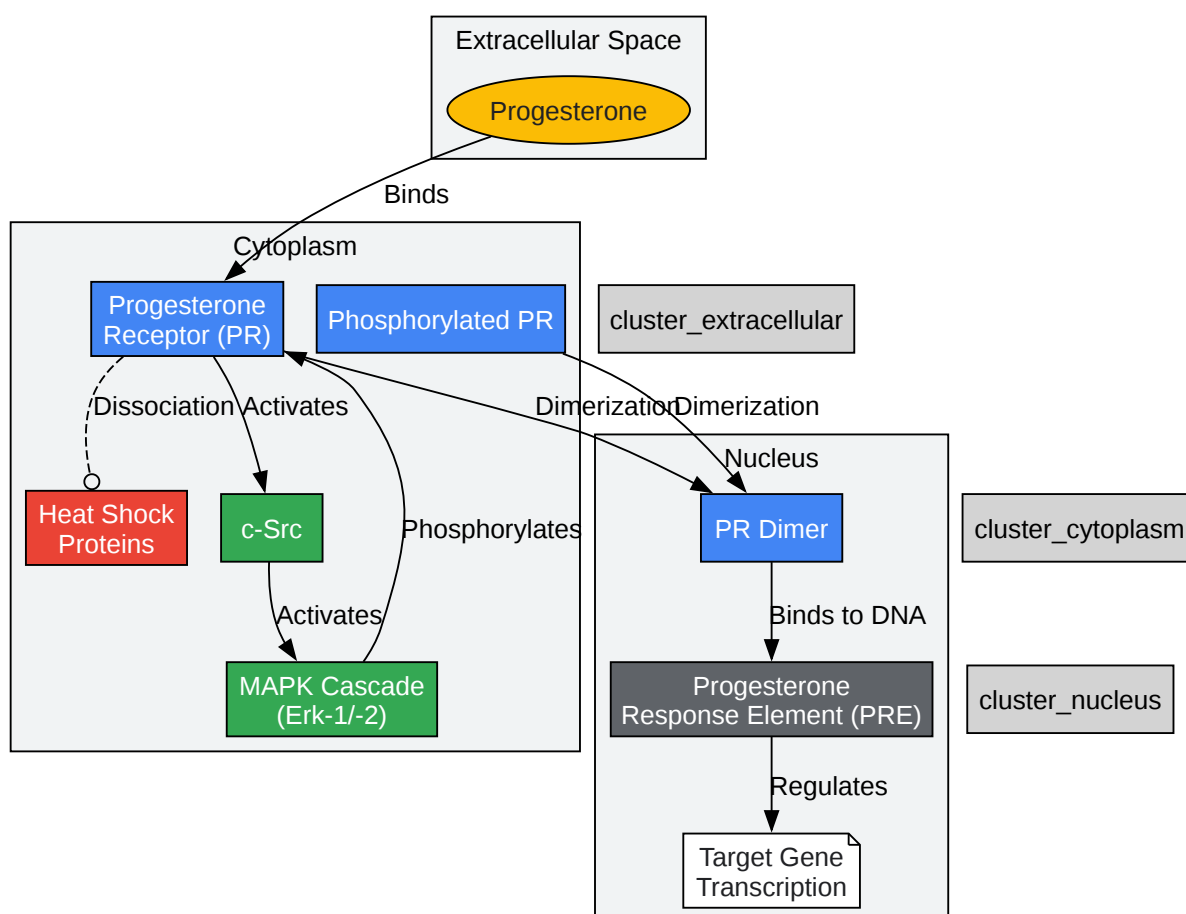 Extracellular Space
Progesterone
Binds
Cytoplasm
Progesterone
Receptor (PR)
Phosphorylated PR
cluster_extracellular
Dissociation
Activates
Dimerization
Dimerization
Nucleus
Heat Shock
Proteins
c-Src
Phosphorylates
PR Dimer
cluster_cytoplasm
Activates
Binds to DNA
MAPK Cascade
(Erk-1/-2)
Progesterone
Response Element (PRE)
cluster_nucleus
Regulates
Target Gene
Transcription